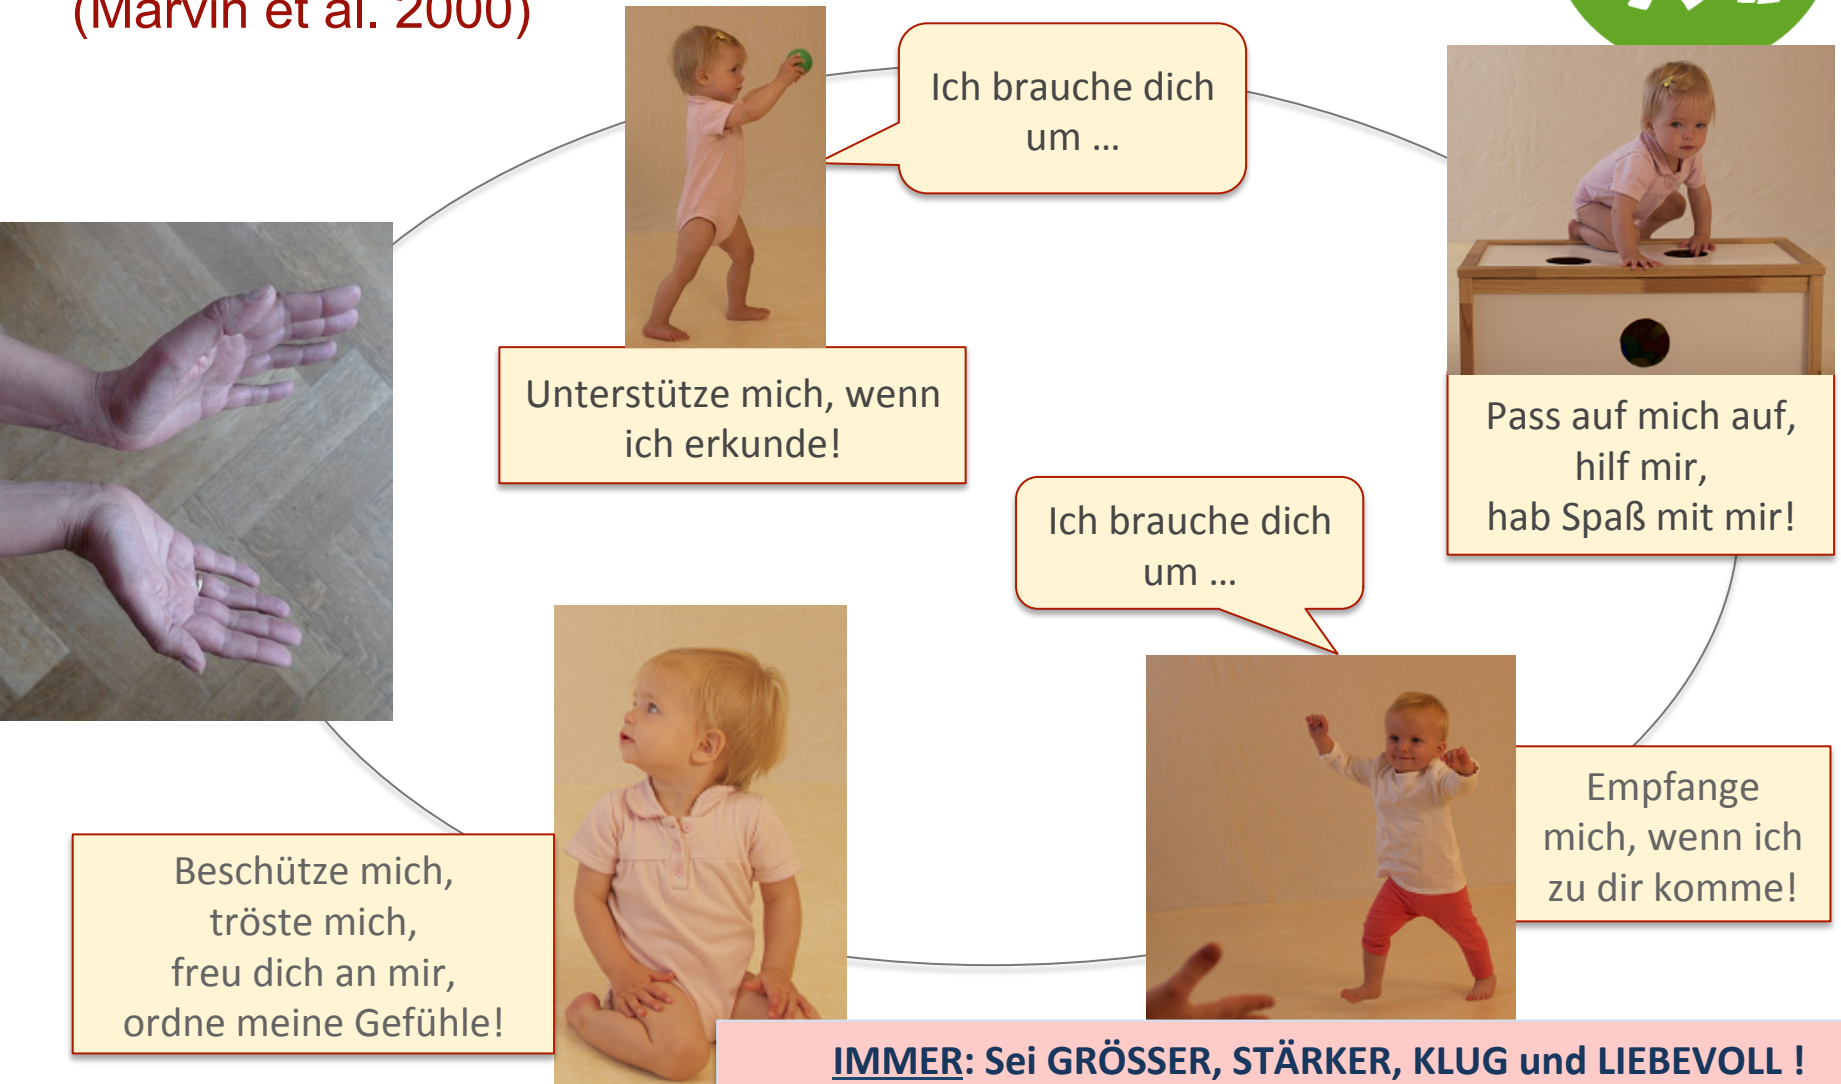 (Marvin et al. 2000)
Ich brauche dich
um ...
Unterstütze mich, wenn
ich erkunde!
Pass auf mich auf,
hilf mir,
hab Spaß mit mir!
Ich brauche dich
um ...
Empfange
mich, wenn ich
zu dir komme!
Beschütze mich,
tröste mich,
freu dich an mir,
ordne meine Gefühle!
IMMER: Sei GRÖSSER, STÄRKER, KLUG und LIEBEVOLL !